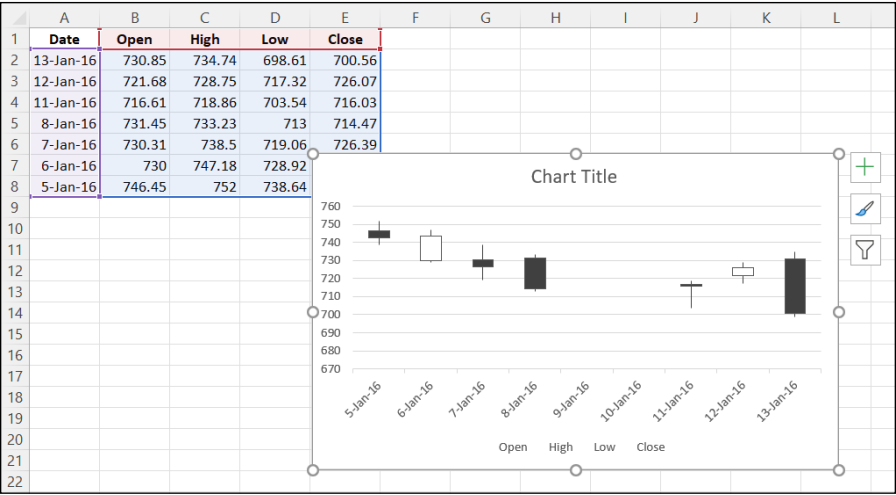 A B C D E F G H I J K L
1 Date Open High Low Close
2 13-Jan-16 730.85 734.74 698.61 700.56
3 12-Jan-16 721.68 728.75 717.32 726.07
4 11-Jan-16 716.61 718.86 703.54 716.03
5 8-Jan-16 731.45 733.23 713 714.47
6 7-Jan-16 730.31 738.5 719.06 726.39
7 6-Jan-16 730 747.18 728.92
8 5-Jan-16 746.45 752 738.64
9
10
11
12
13
14
15
16
17
18
19
20
21
22
Chart Title
760
750
740
730
720
710
700
690
680
670
5-Jan-16 6-Jan-16 7-Jan-16 8-Jan-16 9-Jan-16 10-Jan-16 11-Jan-16 12-Jan-16 13-Jan-16
Open High Low Close